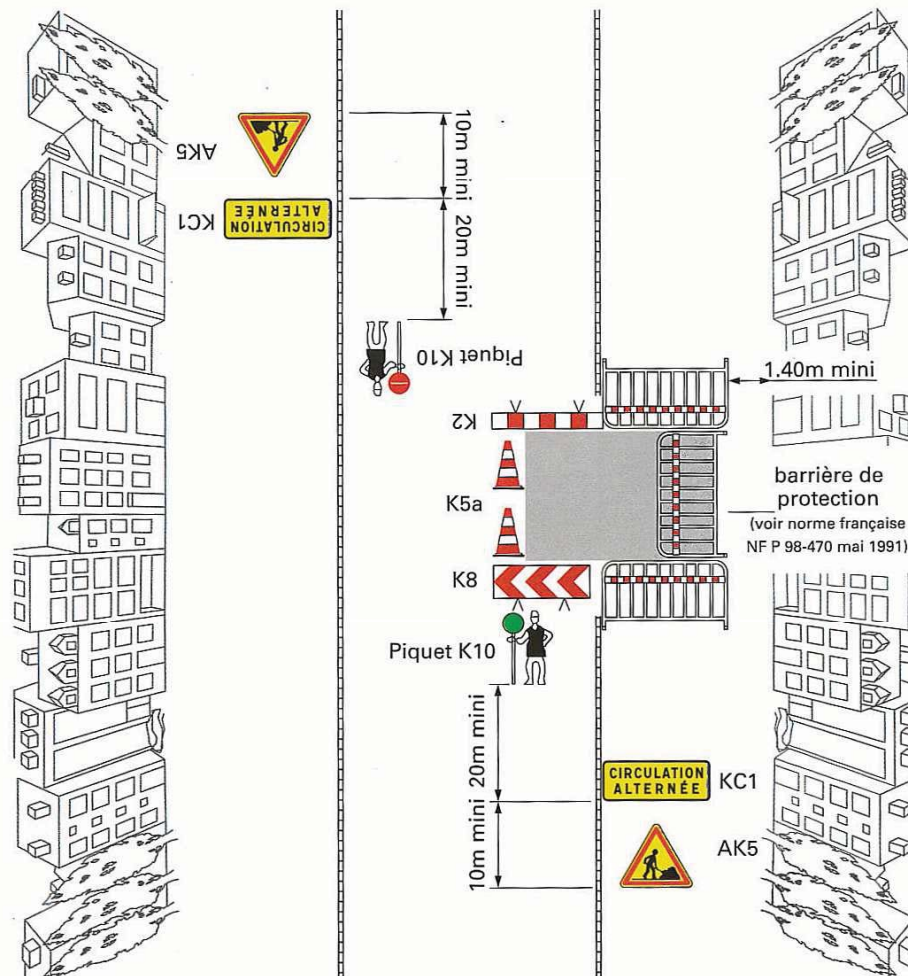 AK5
10m mini
KC1
CIRCULATION
ALTERNÉE
20m mini
Piquet K10
1.40m mini
K2
K5a
barrière de
protection
(voir norme française
NF P 98-470 mai 1991)
K8
Piquet K10
20m mini
CIRCULATION
ALTERNÉE
KC1
10m mini
AK5